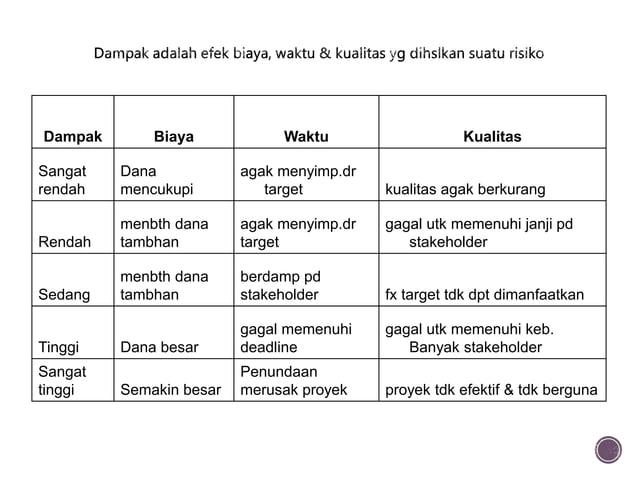 Dampak adalah efek biaya, waktu & kualitas yg dihslkan suatu risiko
Dampak Biaya Waktu Kualitas
Sangat
rendah
Dana
mencukupi
agak menyimp.dr
target
kualitas agak berkurang
Rendah
menbth dana
tambhan
agak menyimp.dr
target
gagal utk memenuhi janji pd
stakeholder
Sedang
menbth dana
tambhan
berdamp pd
stakeholder
fx target tdk dpt dimanfaatkan
Tinggi
Dana besar
gagal memenuhi
deadline
gagal utk memenuhi keb.
Banyak stakeholder
Sangat
tinggi
Semakin besar
Penundaan
merusak proyek
proyek tdk efektif & tdk berguna